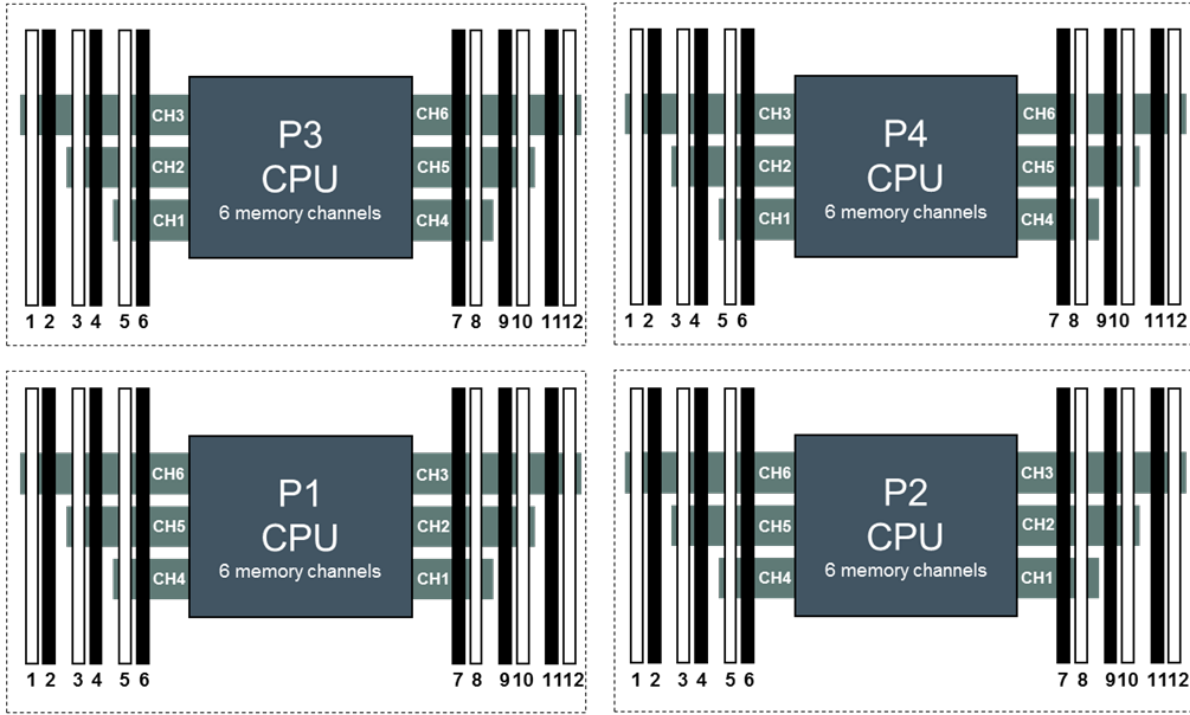 CH3 P3 CH6
CH2 CPU CH5
CH1 6 memory channels CH4
1 2 3 4 5 6 7 8 9 10 11 12
CH3 P4 CH6
CH2 CPU CH5
CH1 6 memory channels CH4
1 2 3 4 5 6 7 8 9 10 11 12
CH6 P1 CH3
CH5 CPU CH2
CH4 6 memory channels CH1
1 2 3 4 5 6 7 8 9 10 11 12
CH6 P2 CH3
CH5 CPU CH2
CH4 6 memory channels CH1
1 2 3 4 5 6 7 8 9 10 11 12